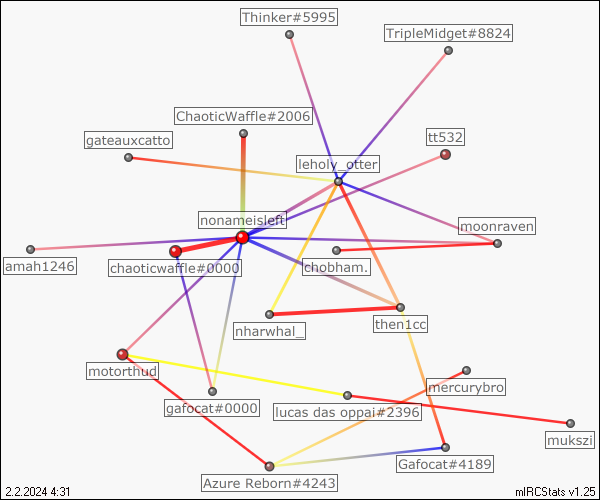 Thinker#5995
TripleMidget#8824
ChaoticWaffle#2006
tt532
gateauxcatto
leholy_otter
nonameisleft
moonraven
amah1246
chaoticwaffle#0000
chobham.
nharwhal_
then1cc
motorthud
mercurybro
gafocat#0000
lucas das oppai#2396
mukszi
Gafocat#4189
Azure Reborn#4243
2.2.2024 4:31
mIRCStats v1.25